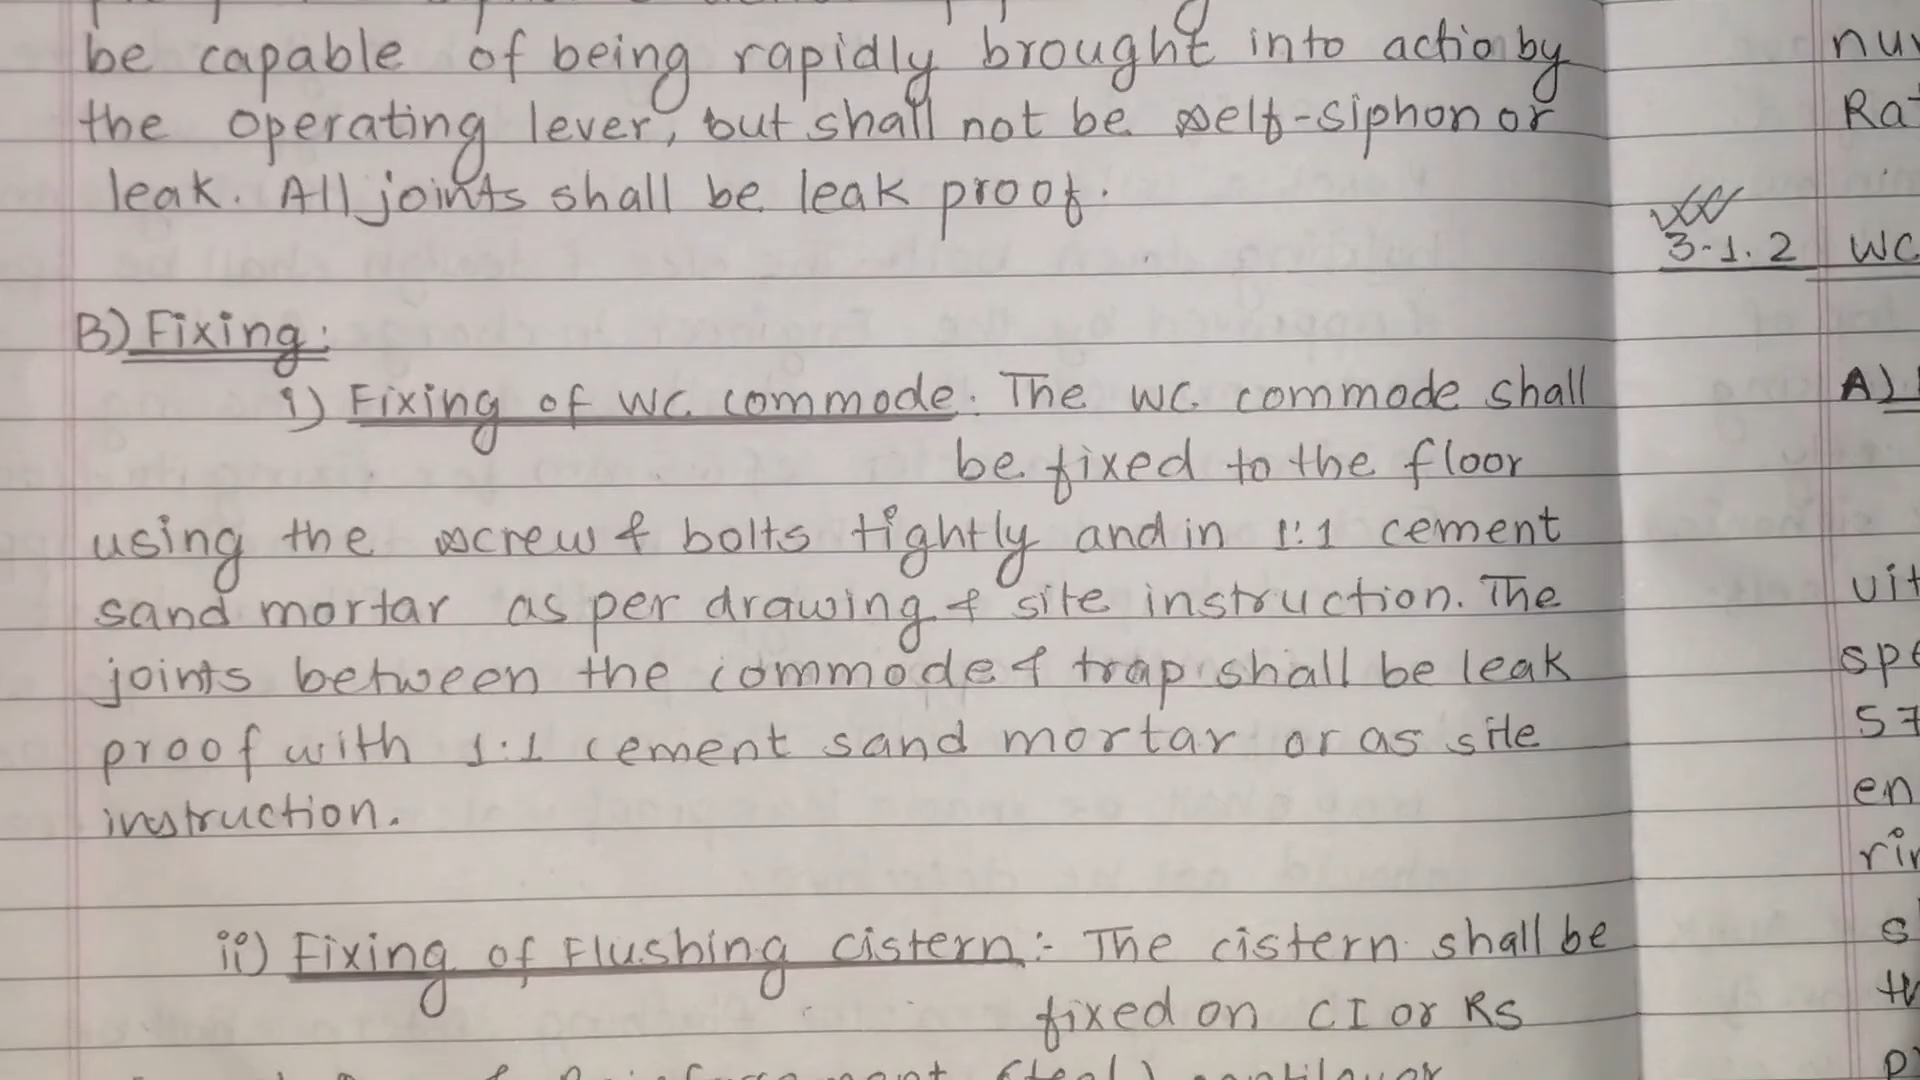 be capable of being rapidly brought into actio by
the operating lever, but shall not be self-siphon or
leak. All joints shall be leak proof.
B) Fixing:
i) Fixing of WC commode. The WC commode shall
be fixed to the floor
using the screw & bolts tightly and in 1:1 cement
sand mortar as per drawing & site instruction. The
joints between the commode & trap shall be leak
proof with 1:1 cement sand mortar or as site
instruction.
ii) Fixing of Flushing cistern:- The cistern shall be
fixed on CI or RS
3-1.2 WC
A)